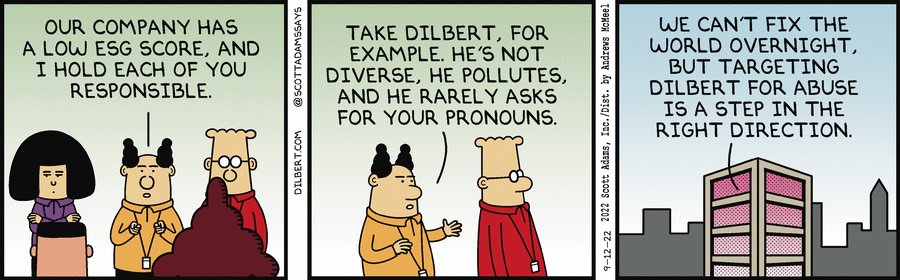 OUR COMPANY HAS
A LOW ESG SCORE, AND
I HOLD EACH OF YOU
RESPONSIBLE.
DILBERT.COM @SCOTTADAMSSAYS
TAKE DILBERT, FOR
EXAMPLE. HE'S NOT
DIVERSE, HE POLLUTES,
AND HE RARELY ASKS
FOR YOUR PRONOUNS.
9-12-22 2022 Scott Adams, Inc./Dist. by Andrews McMeel
WE CAN'T FIX THE
WORLD OVERNIGHT,
BUT TARGETING
DILBERT FOR ABUSE
IS A STEP IN THE
RIGHT DIRECTION.